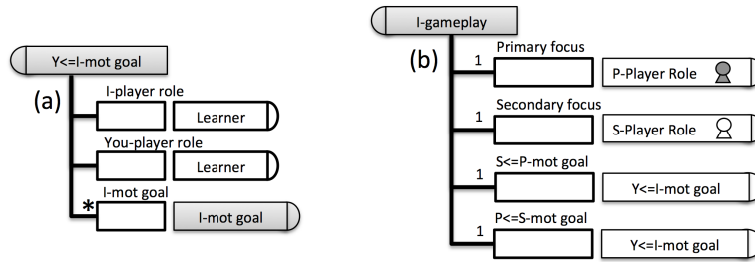 Y<=I-mot goal
(a)
I-player role
Learner
You-player role
Learner
I-mot goal
*
I-mot goal
I-gameplay
(b)
Primary focus
1
P-Player Role
Secondary focus
1
S-Player Role
S<=P-mot goal
1
Y<=I-mot goal
P<=S-mot goal
1
Y<=I-mot goal